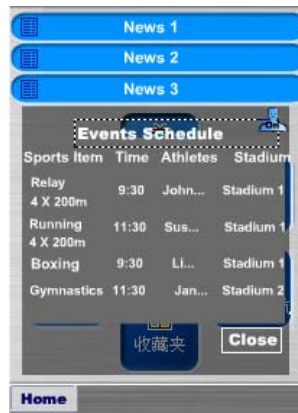 News 1
News 2
News 3
Events Schedule
Sports Item Time Athletes Stadium
Relay 4 X 200m 9:30 John... Stadium 1
Running 4 X 200m 11:30 Sus... Stadium 1
Boxing 9:30 Li... Stadium 1
Gymnastics 11:30 Jan... Stadium 2
收藏夹
Close
Home